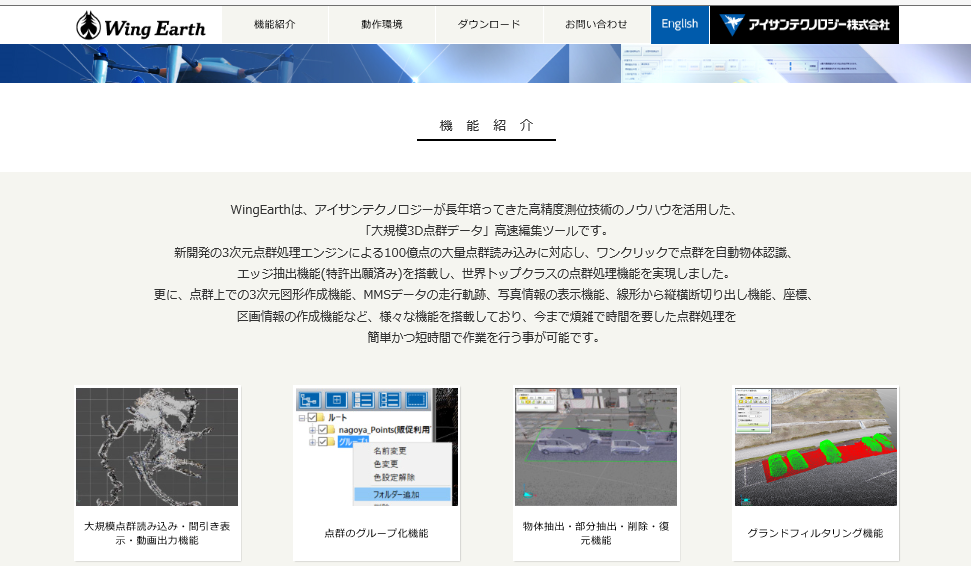 Wing Earth
機能紹介
動作環境
ダウンロード
お問い合わせ
English
アイサンテクノロジー株式会社
機 能 紹 介
WingEarthは、アイサンテクノロジーが長年培ってきた高精度測位技術のノウハウを活用した、
「大規模3D点群データ」高速編集ツールです。
新開発の3次元点群処理エンジンによる100億点の大量点群読み込みに対応し、ワンクリックで点群を自動物体認識、
エッジ抽出機能(特許出願済み)を搭載し、世界トップクラスの点群処理機能を実現しました。
更に、点群上での3次元図形作成機能、MMSデータの走行軌跡、写真情報の表示機能、線形から縦横断切り出し機能、座標、
区画情報の作成機能など、様々な機能を搭載しており、今まで煩雑で時間を要した点群処理を
簡単かつ短時間で作業を行う事が可能です。
ルート
nagoya_Points(販促利用
グループ1
名前変更
色変更
色設定解除
フォルダー追加
大規模点群読み込み・間引き表
示・動画出力機能
点群のグループ化機能
物体抽出・部分抽出・削除・復
元機能
グランドフィルタリング機能